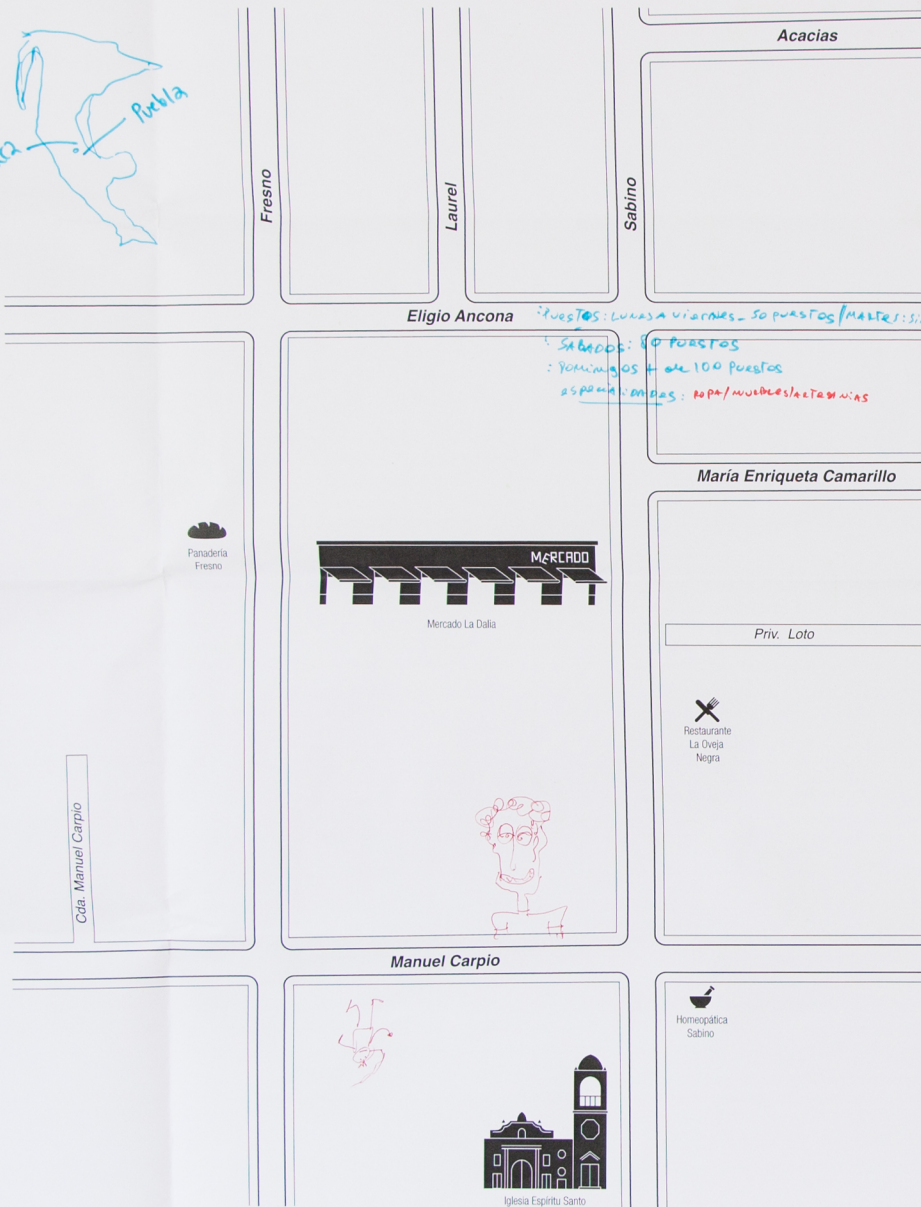 Acacias
Puebla
Fresno
Laurel
Sabino
Eligio Ancona
:Puestos: Lunes a viernes - 50 puestos / Martes: Si
: SABADOS: 80 PUESTOS
: Domingos + de 100 puestos
especialidades: ROPA/MUEBLES/ARTESANIAS
María Enriqueta Camarillo
Panadería
Fresno
MERCADO
Mercado La Dalia
Priv. Loto
Restaurante
La Oveja
Negra
Cda. Manuel Carpio
Manuel Carpio
Homeopática
Sabino
Iglesia Espíritu Santo